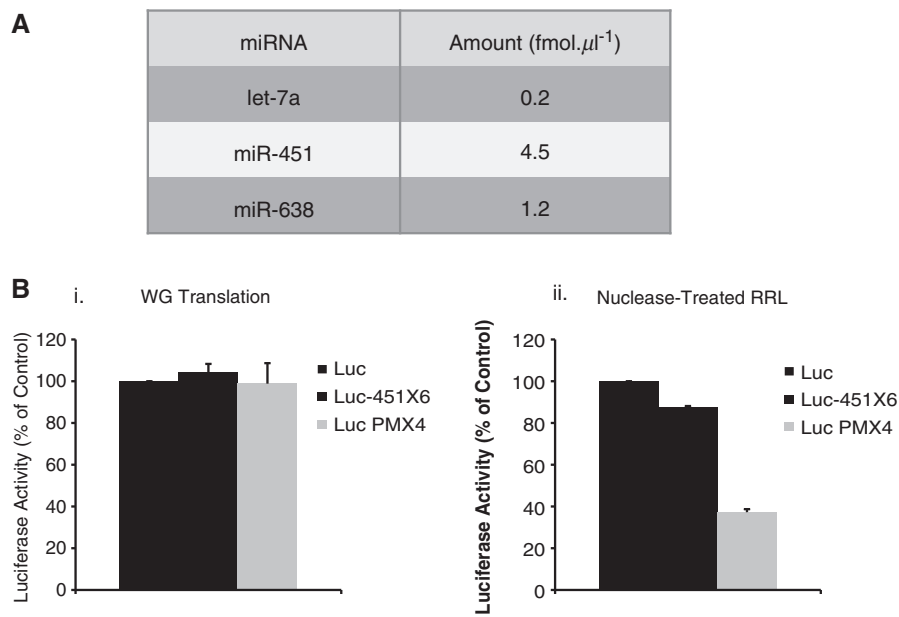 A
miRNA Amount (fmol.µl-1)
let-7a 0.2
miR-451 4.5
miR-638 1.2
B
i. WG Translation
Luciferase Activity (% of Control)
120
100
80
60
40
20
0
Luc
Luc-451X6
Luc PMX4
ii. Nuclease-Treated RRL
Luciferase Activity (% of Control)
120
100
80
60
40
20
0
Luc
Luc-451X6
Luc PMX4